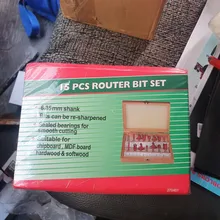 15 PCS ROUTER BIT SET
6.35mm shank
can be re-sharpened
Sealed bearings for
smooth cutting
Suitable for
chipboard, MDF board
hardwood & softwood